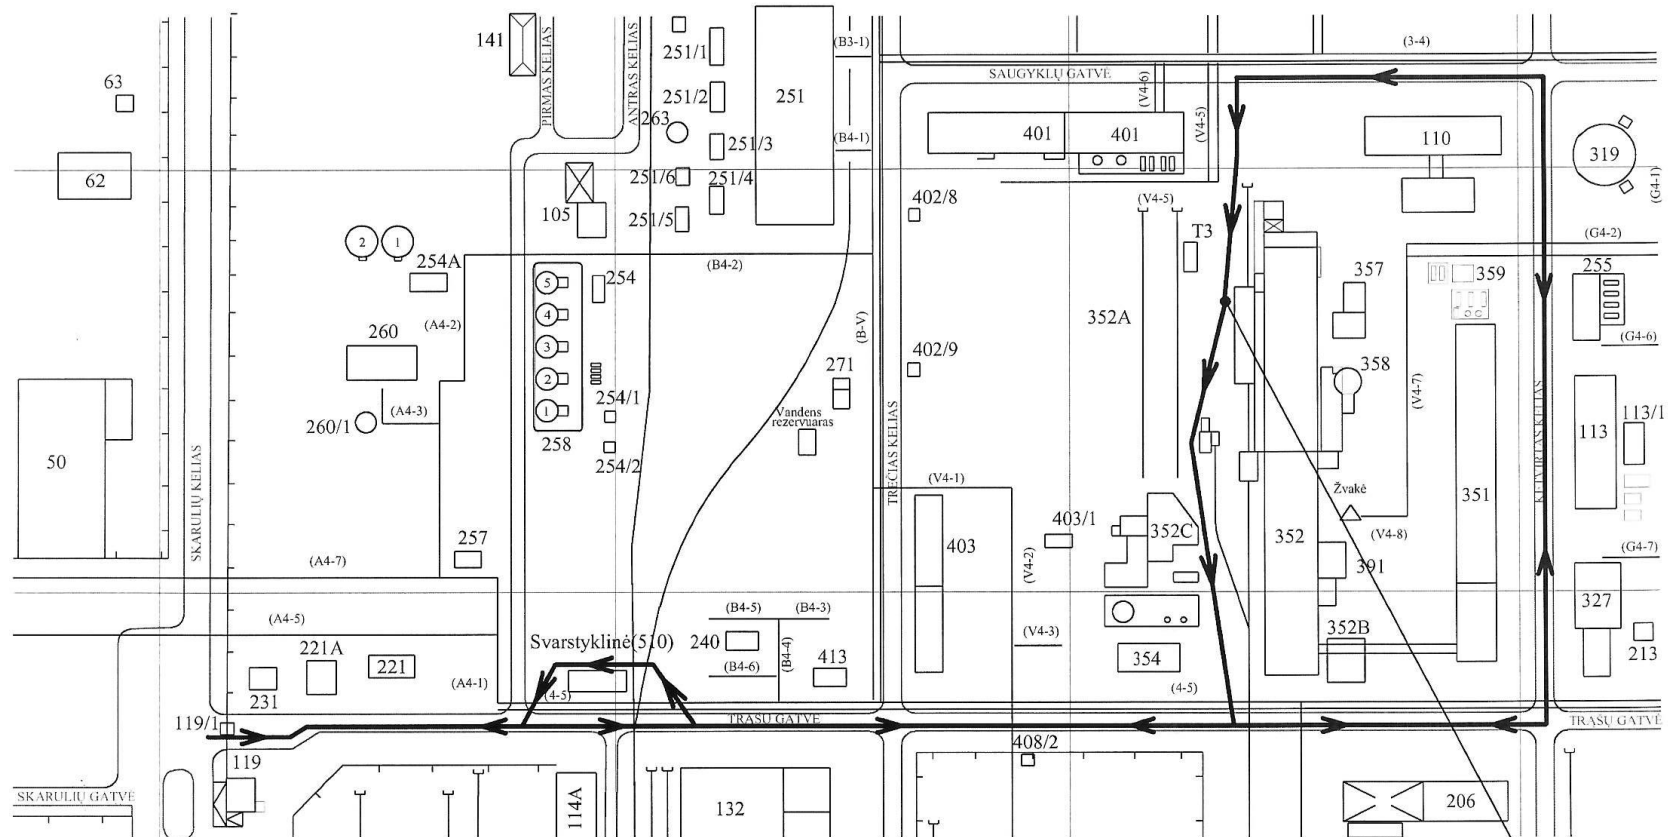 141
PIRMAS KELIAS
ANTRAS KELIAS
251/1
(B3-1)
(3-4)
SAUGYKLŲ GATVĖ
63
251/2
251
(V4-6)
263
401
401
(V4-5)
110
(B4-1)
251/3
319
62
251/6
251/4
402/8
(V4-5)
(G4-1)
105
251/5
T3
(G4-2)
2
1
254A
(B4-2)
254
357
359
255
5
4
3
2
1
260
(A4-2)
(B-V)
352A
(G4-6)
271
402/9
358
254/1
Vandens
rezervuaras
(V4-7)
260/1
(A4-3)
258
254/2
TREČIAS KELIAS
KETVIRTAS KELIAS
113/1
113
50
SKARULIŲ KELIAS
(V4-1)
Žvakė
351
257
403/1
352C
352
(V4-8)
403
(A4-7)
(V4-2)
391
(G4-7)
(A4-5)
(B4-5)
(B4-3)
327
Svarstyklinė(510)
240
(B4-4)
(V4-3)
352B
221A
221
(B4-6)
413
354
213
231
(A4-1)
(4-5)
(4-5)
119/1
TRAŠŲ GATVĖ
TRAŠŲ GATVĖ
408/2
119
SKARULIŲ GATVĖ
114A
132
206